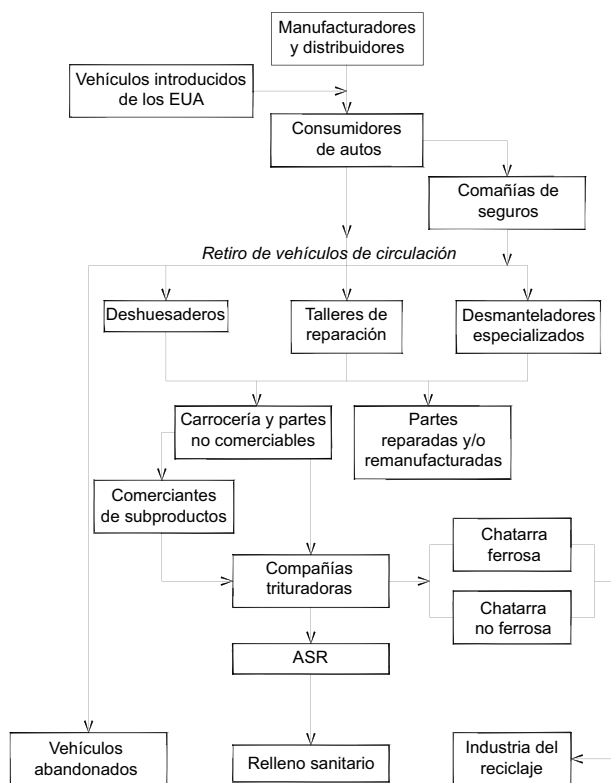 Manufacturadores
y distribuidores
Vehículos introducidos
de los EUA
Consumidores
de autos
Comañías de
seguros
Retiro de vehículos de circulación
Deshuesaderos
Talleres de
reparación
Desmanteladores
especializados
Carrocería y partes
no comerciables
Partes
reparadas y/o
remanufacturadas
Comerciantes
de subproductos
Compañías
trituradoras
Chatarra
ferrosa
Chatarra
no ferrosa
ASR
Vehículos
abandonados
Relleno sanitario
Industria del
reciclaje